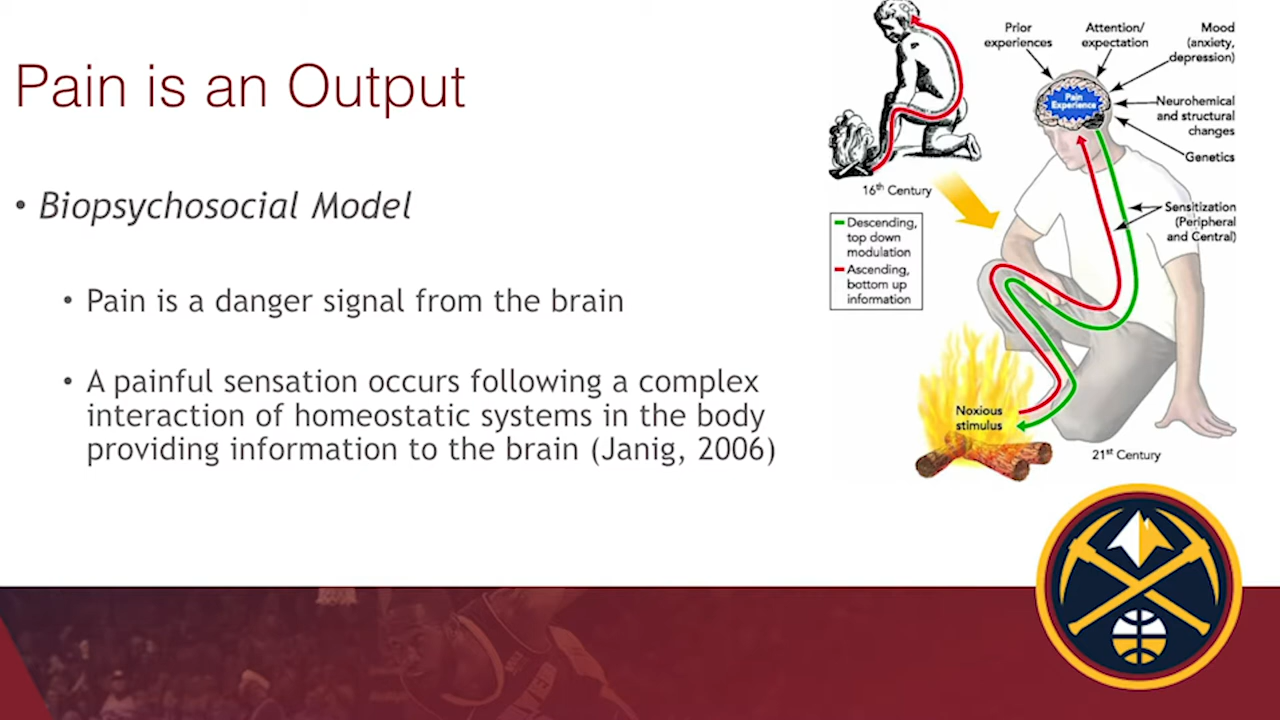 Pain is an Output
• Biopsychosocial Model
• Pain is a danger signal from the brain
• A painful sensation occurs following a complex
interaction of homeostatic systems in the body
providing information to the brain (Janig, 2006)
16th Century
Descending,
top down
modulation
Ascending,
bottom up
information
Prior
experiences
Attention/
expectation
Mood
(anxiety,
depression)
Pain
Experience
Neurohemical
and structural
changes
Genetics
Sensitization
(Peripheral
and Central)
Noxious
stimulus
21st Century